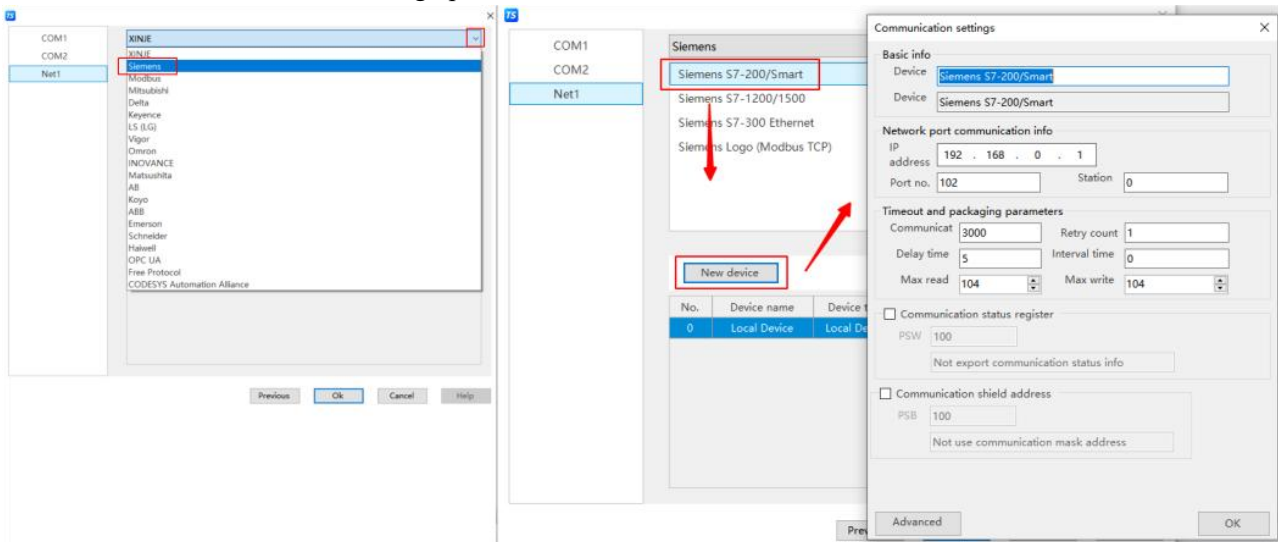 TS
COM1
COM2
Net1
XINJE
XINJE
Siemens
Modbus
Mitsubishi
Delta
Keyence
LS (LG)
Vigor
Omron
INOVANCE
Matsushita
AB
Koyo
ABB
Emerson
Schneider
Haiwell
OPC UA
Free Protocol
CODESYS Automation Alliance
Previous Ok Cancel Help
TS
COM1
COM2
Net1
Siemens
Siemens S7-200/Smart
Siemens S7-1200/1500
Siemens S7-300 Ethernet
Siemens Logo (Modbus TCP)
New device
No. Device name Device t
0 Local Device Local De
Prev
Communication settings
Basic info
Device Siemens S7-200/Smart
Device Siemens S7-200/Smart
Network port communication info
IP address 192 . 168 . 0 . 1
Port no. 102 Station 0
Timeout and packaging parameters
Communicat 3000 Retry count 1
Delay time 5 Interval time 0
Max read 104 Max write 104
Communication status register
PSW 100
Not export communication status info
Communication shield address
PSB 100
Not use communication mask address
Advanced OK